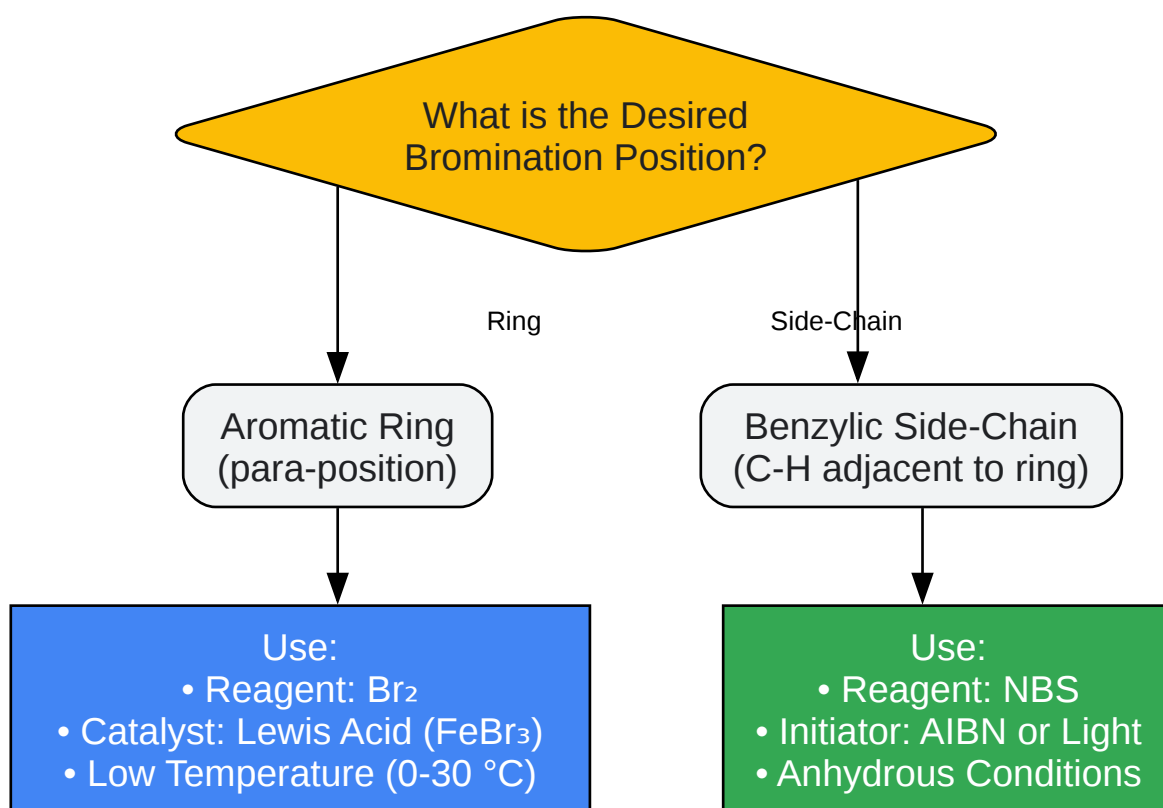 What is the Desired
Bromination Position?
Ring
Side-Chain
Aromatic Ring
(para-position)
Benzylic Side-Chain
(C-H adjacent to ring)
Use:
• Reagent: Br₂
• Catalyst: Lewis Acid (FeBr₃)
• Low Temperature (0-30 °C)
Use:
• Reagent: NBS
• Initiator: AIBN or Light
• Anhydrous Conditions